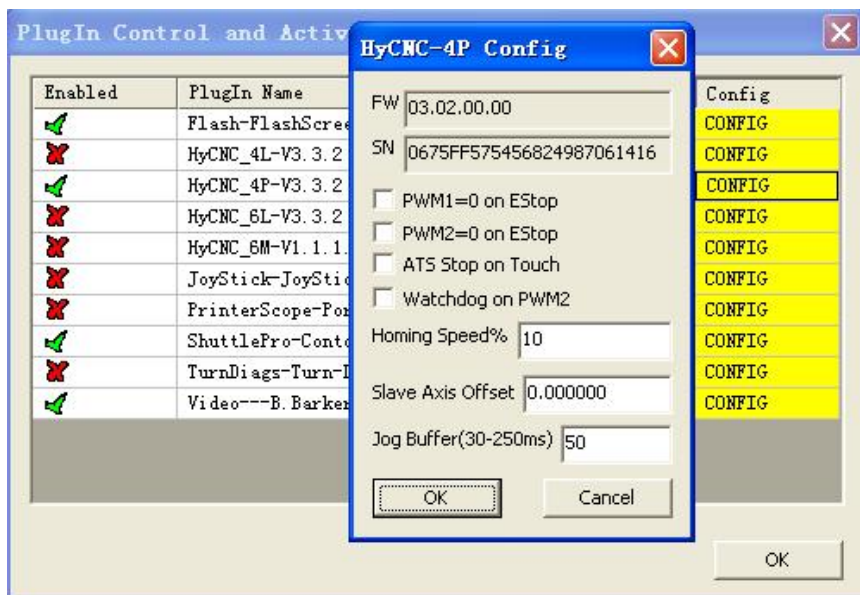 PlugIn Control and Activ
Enabled PlugIn Name Config
Flash-FlashScree CONFIG
HyCNC_4L-V3.3.2 CONFIG
HyCNC_4P-V3.3.2 CONFIG
HyCNC_6L-V3.3.2 CONFIG
HyCNC_6M-V1.1.1. CONFIG
JoyStick-JoyStic CONFIG
PrinterScope-Por CONFIG
ShuttlePro-Conto CONFIG
TurnDiags-Turn-D CONFIG
Video---B.Barker CONFIG
OK
HyCNC-4P Config
FW 03.02.00.00
SN 0675FF575456824987061416
PWM1=0 on EStop
PWM2=0 on EStop
ATS Stop on Touch
Watchdog on PWM2
Homing Speed% 10
Slave Axis Offset 0.000000
Jog Buffer(30-250ms) 50
OK Cancel